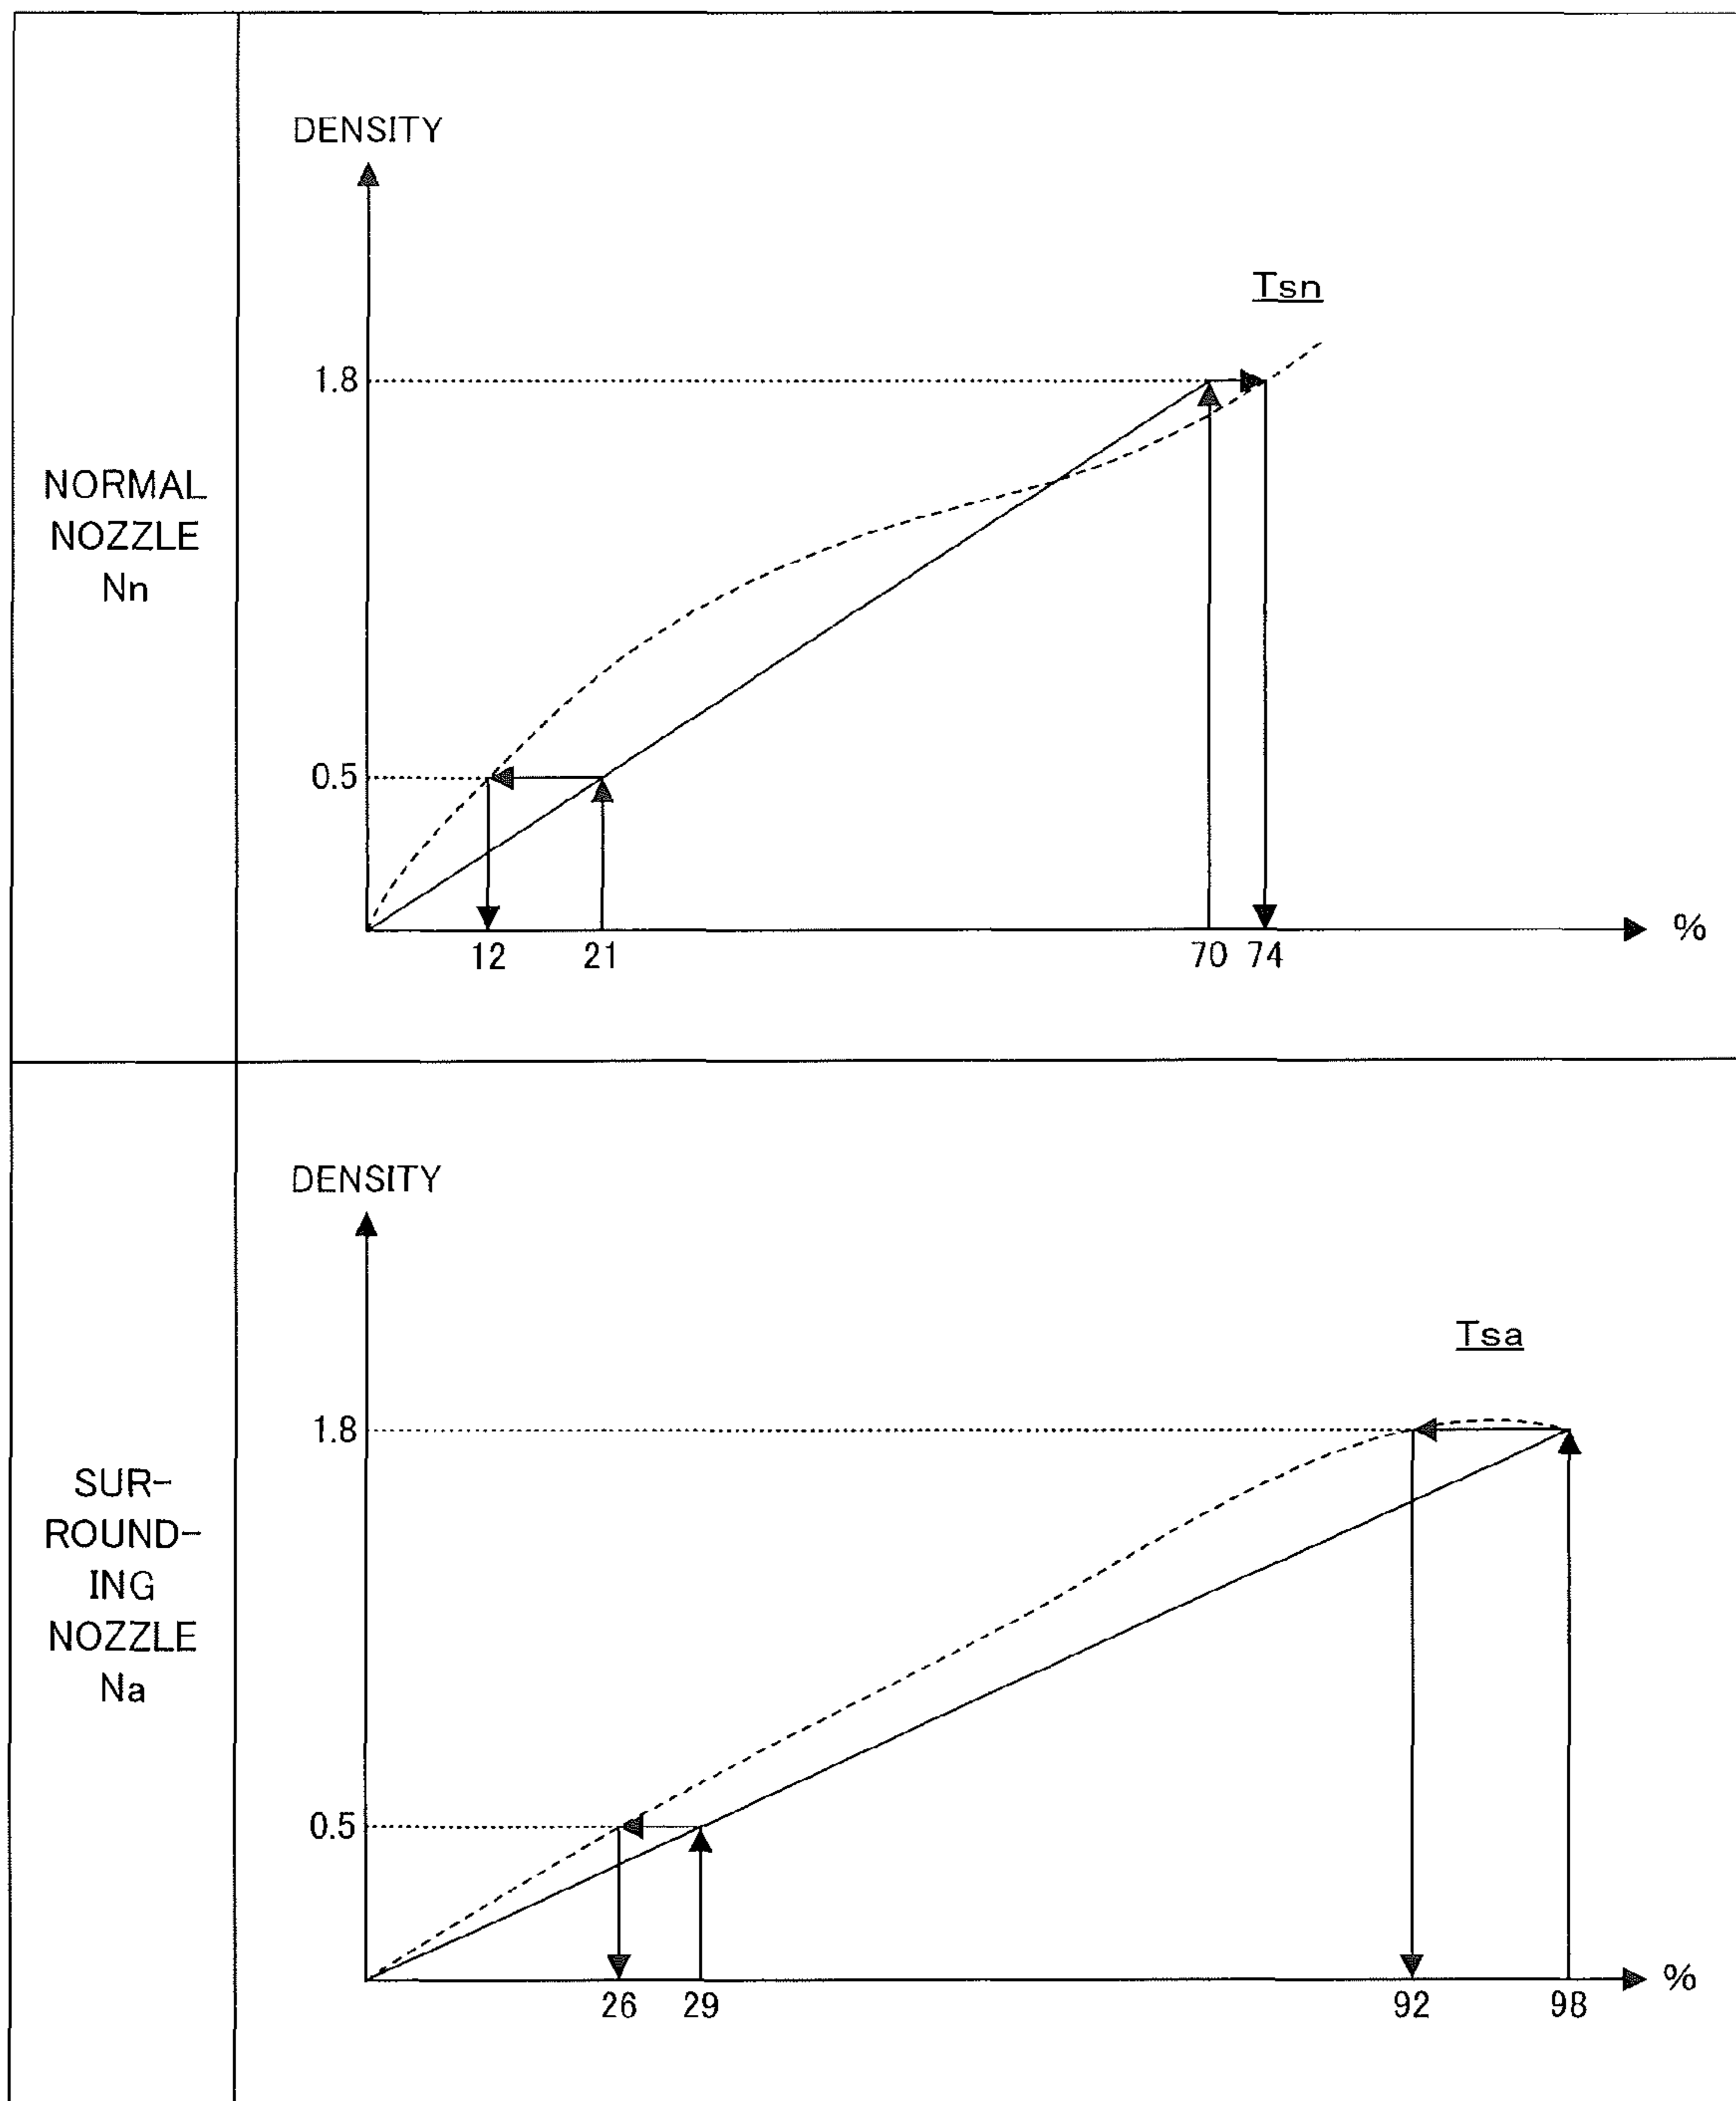 NORMAL
NOZZLE
Nn
DENSITY
Tsn
1.8
0.5
12 21 70 74
%
SUR-
ROUND-
ING
NOZZLE
Na
DENSITY
Tsa
1.8
0.5
26 29 92 98
%